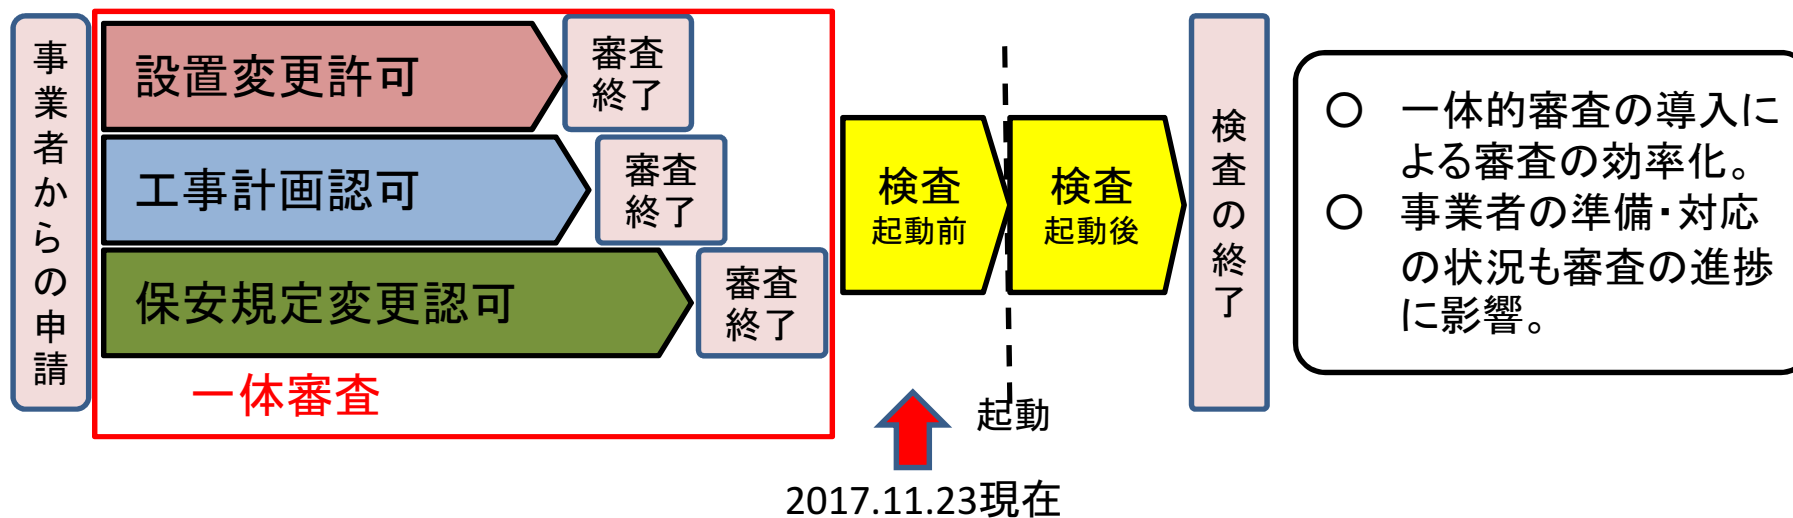 事業者からの申請
設置変更許可
審査
終了
工事計画認可
審査
終了
保安規定変更認可
審査
終了
一体審査
検査
起動前
検査
起動後
起動
2017.11.23現在
検査の終了
○ 一体的審査の導入に
よる審査の効率化。
○ 事業者の準備・対応
の状況も審査の進捗
に影響。